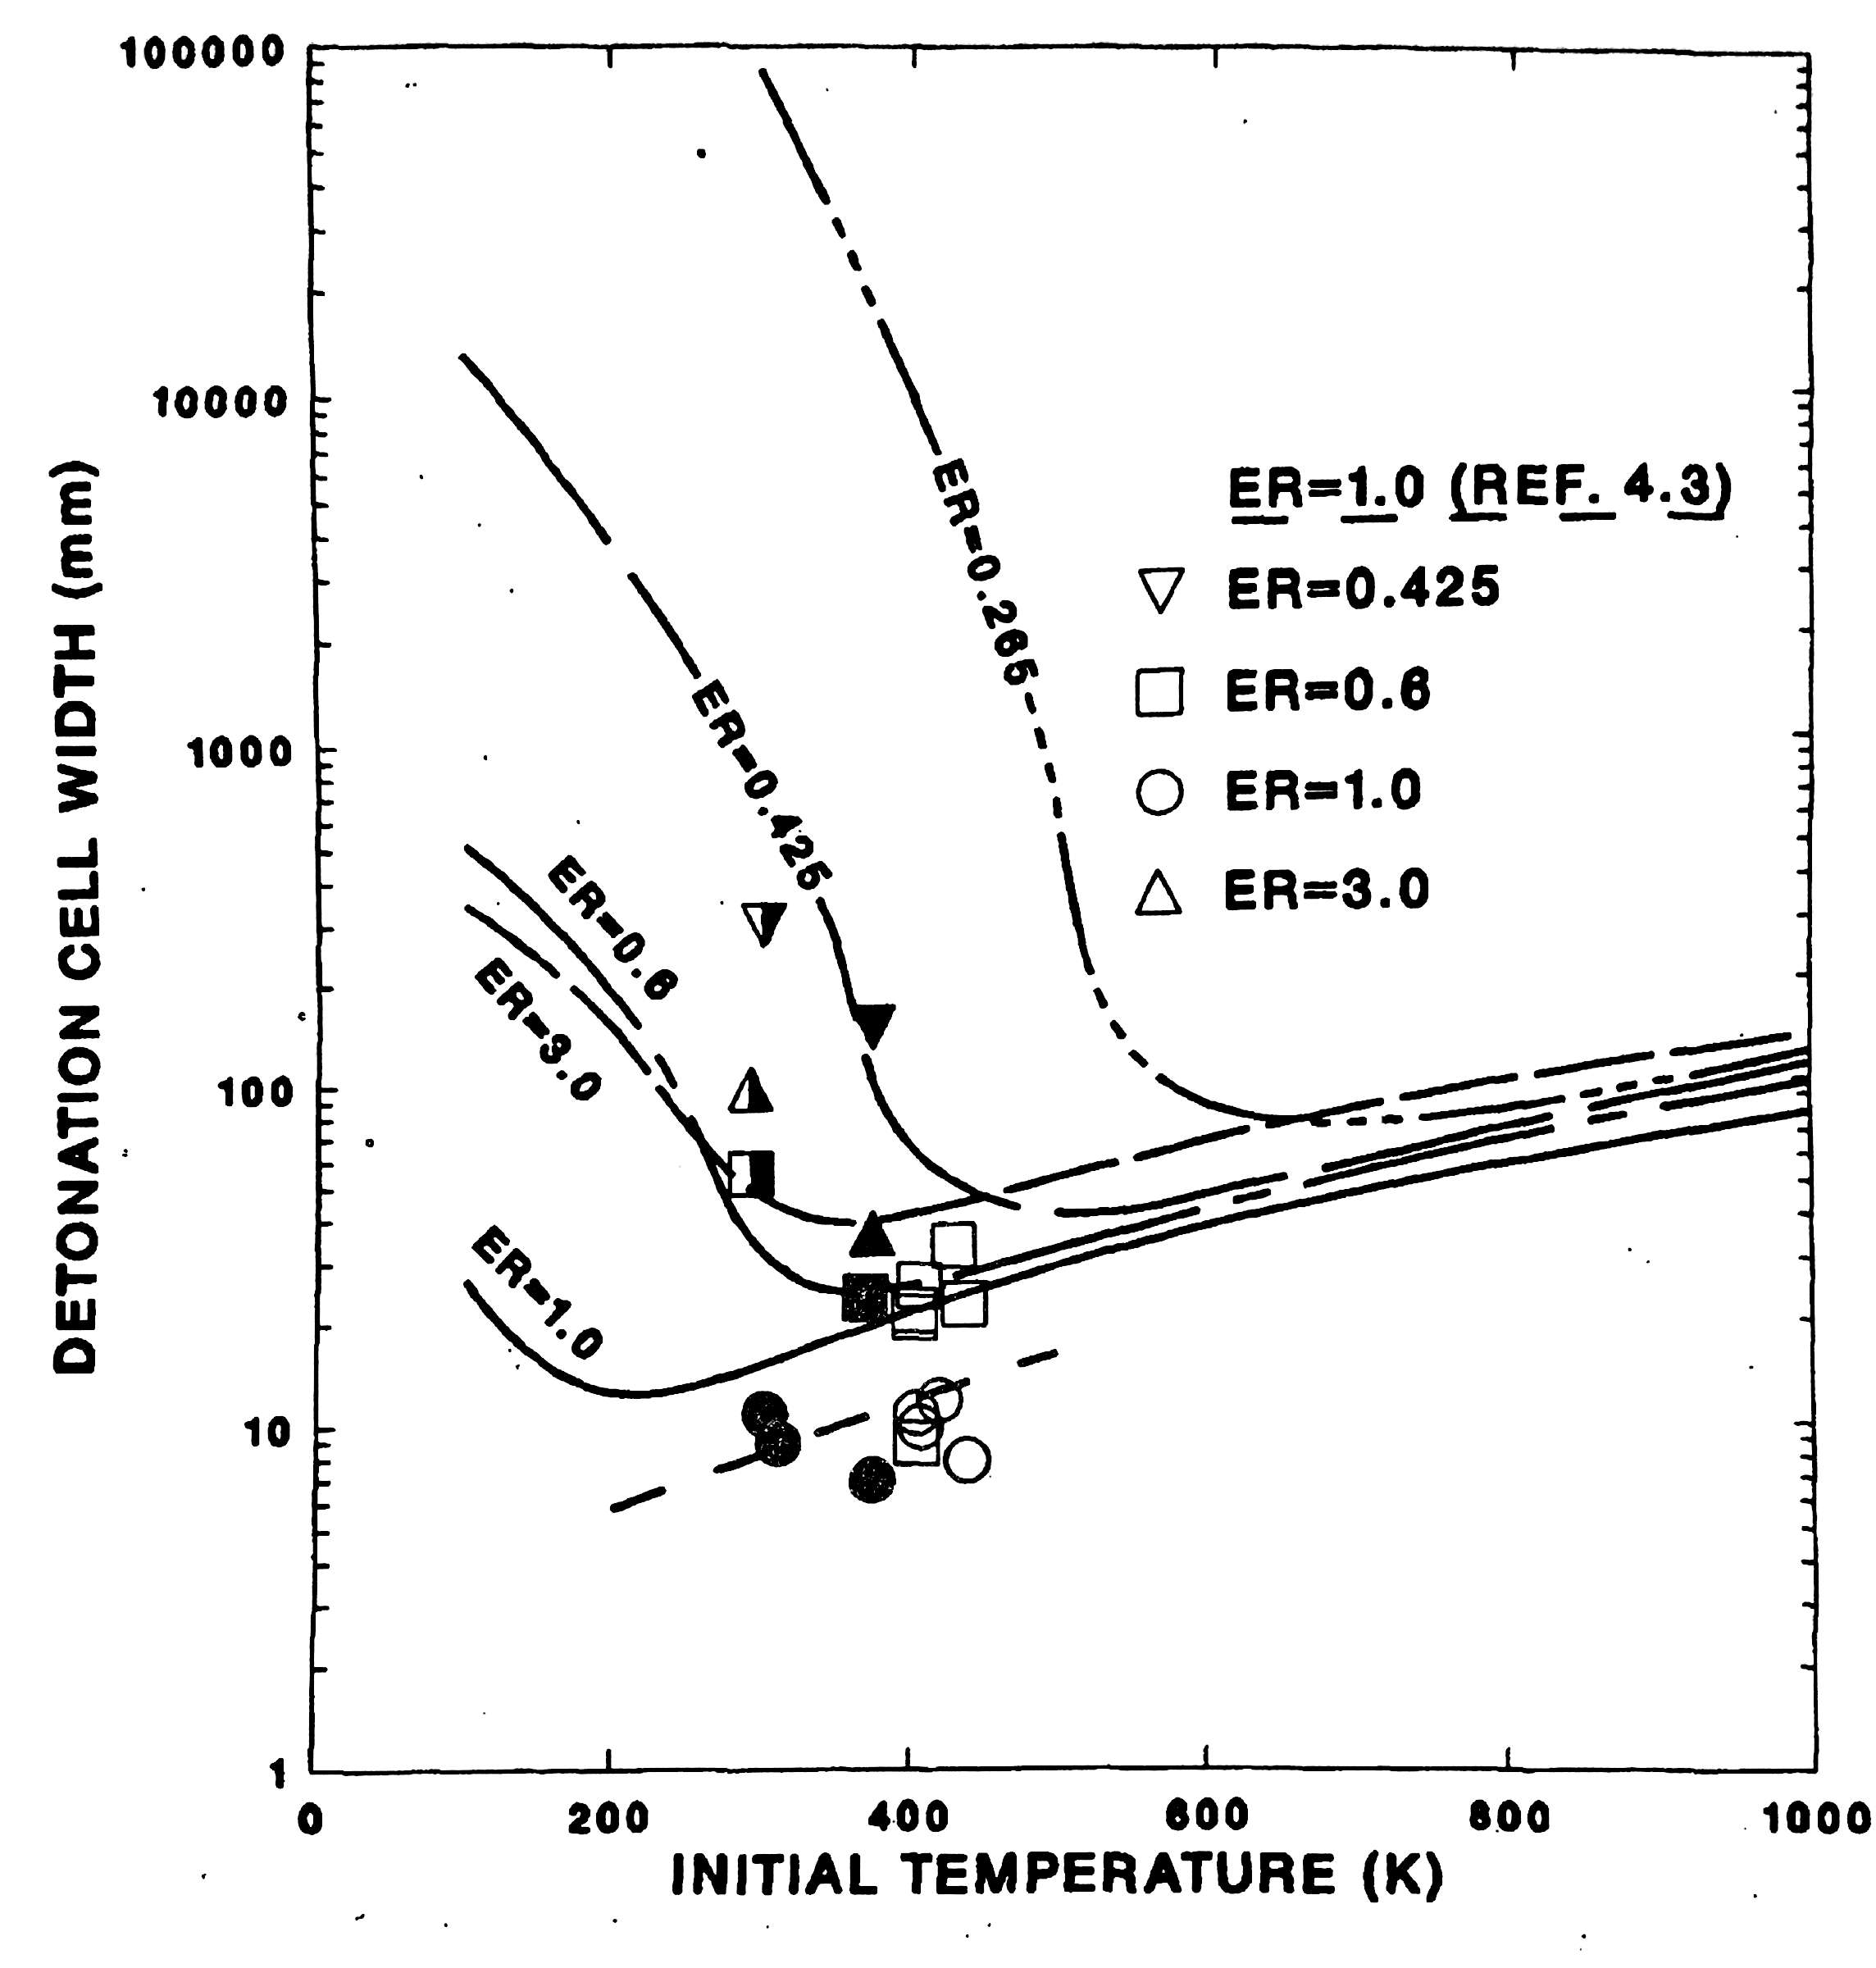 100000
10000
1000
100
10
1
DETONATION CELL WIDTH (mm)
0 200 400 600 800 1000
INITIAL TEMPERATURE (K)
ER=0.265
ER=0.425
ER=0.6
ER=3.0
ER=1.0
ER=1.0 (REF. 4.3)
ER=0.425
ER=0.6
ER=1.0
ER=3.0